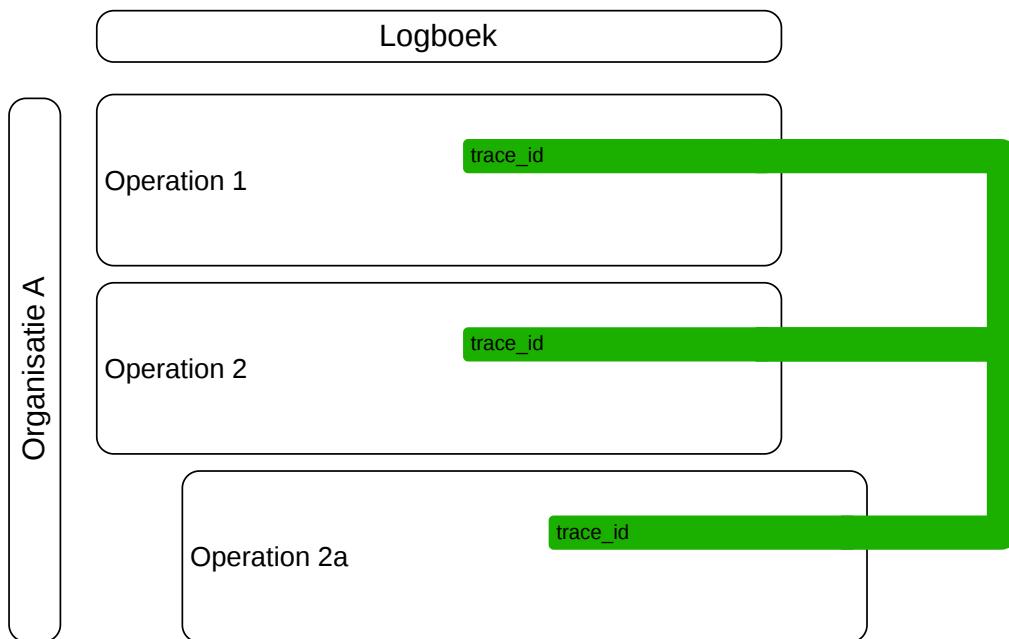 Logboek
Organisatie A
Operation 1
trace_id
Operation 2
trace_id
Operation 2a
trace_id